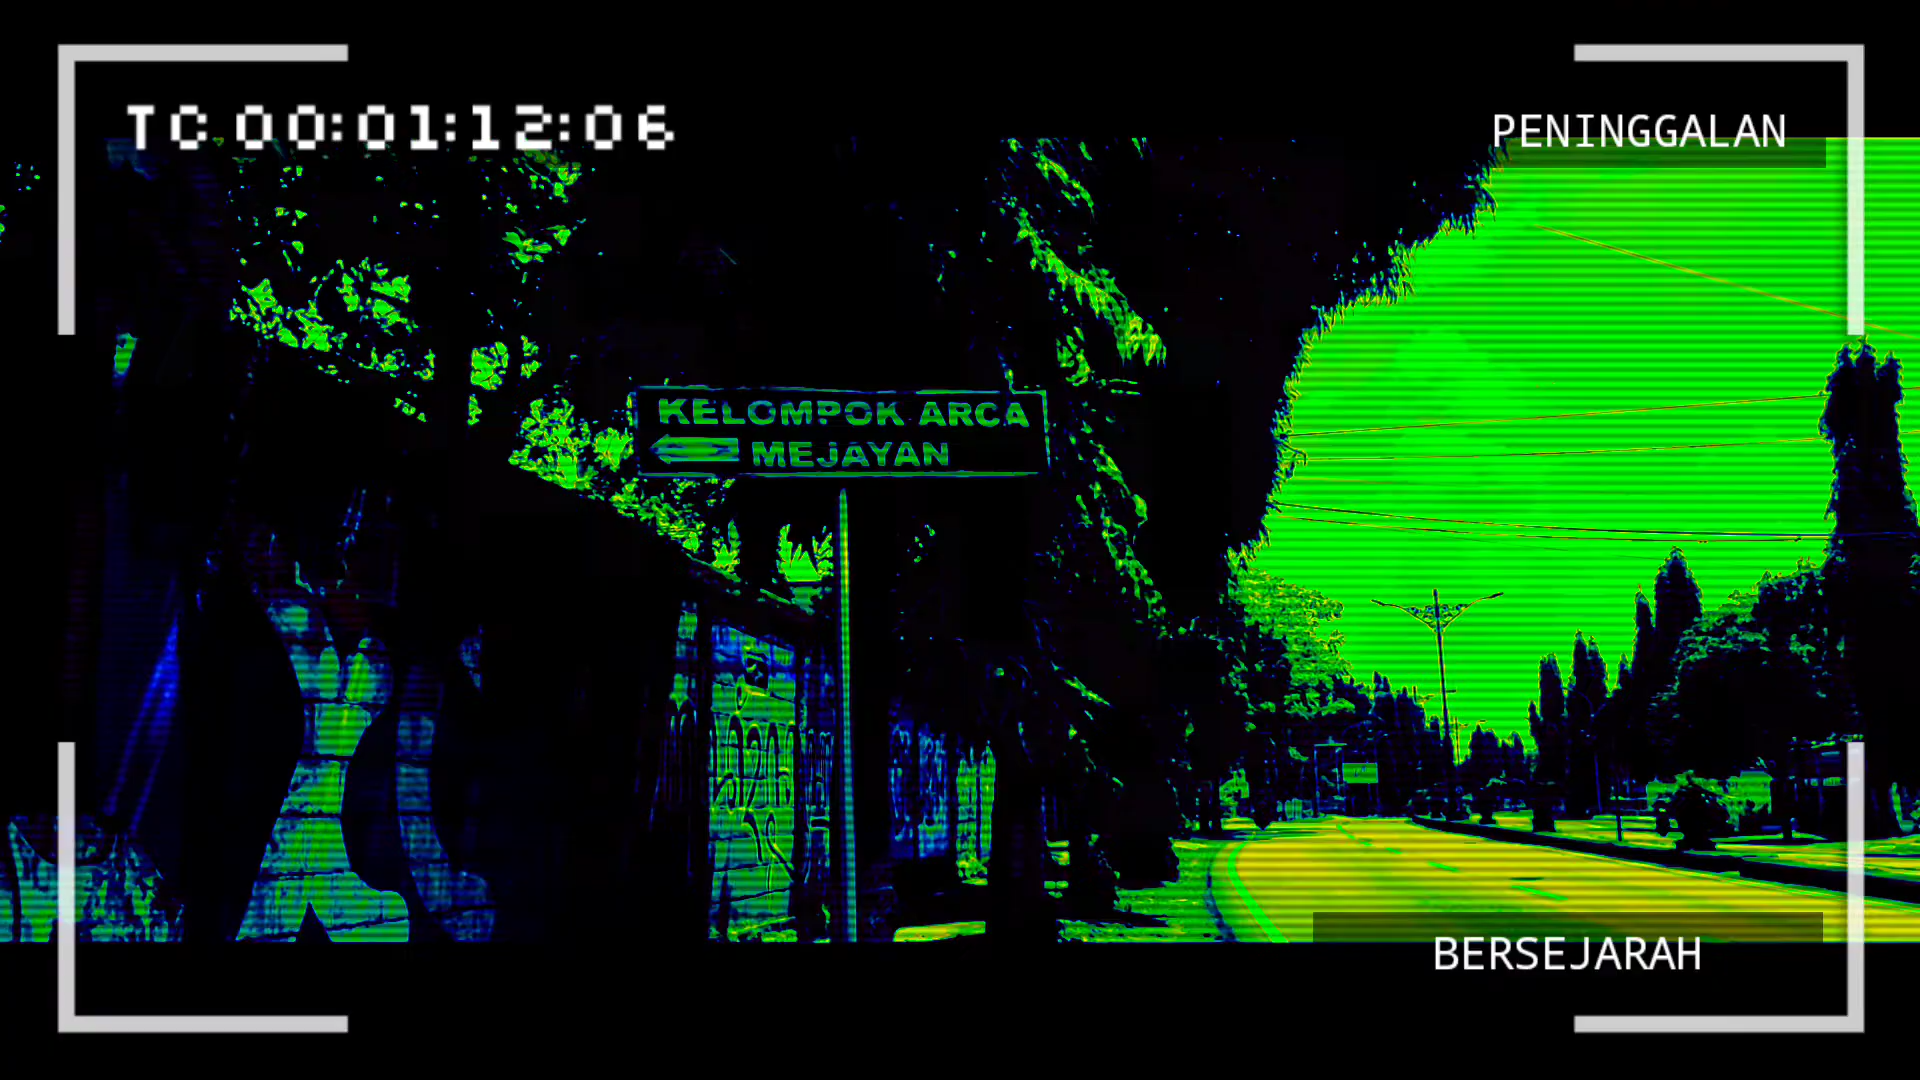 TC 00:01:12:06
PENINGGALAN
KELOMPOK ARCA
MEJAYAN
BERSEJARAH